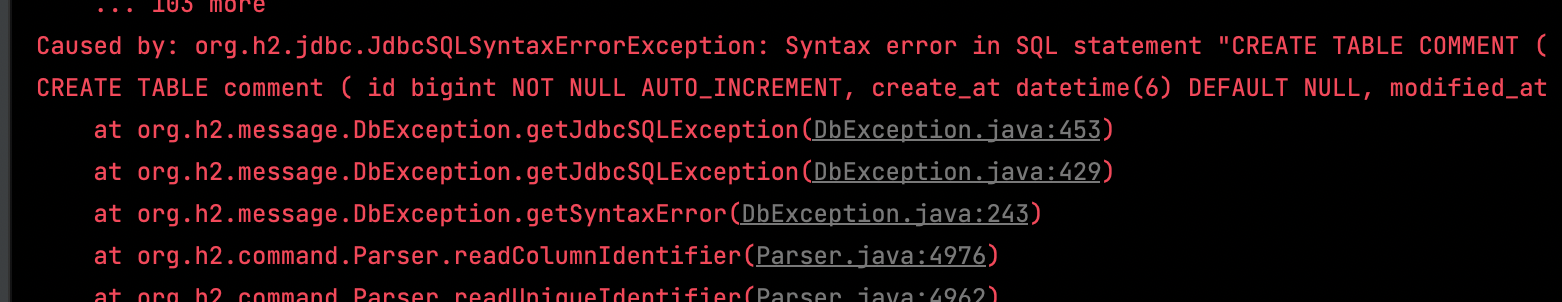 ... 103 more
Caused by: org.h2.jdbc.JdbcSQLSyntaxErrorException: Syntax error in SQL statement "CREATE TABLE COMMENT (
CREATE TABLE comment ( id bigint NOT NULL AUTO_INCREMENT, create_at datetime(6) DEFAULT NULL, modified_at
at org.h2.message.DbException.getJdbcSQLException(DbException.java:453)
at org.h2.message.DbException.getJdbcSQLException(DbException.java:429)
at org.h2.message.DbException.getSyntaxError(DbException.java:243)
at org.h2.command.Parser.readColumnIdentifier(Parser.java:4976)
at org.h2.command.Parser.readUniqueIdentifier(Parser.java:4962)